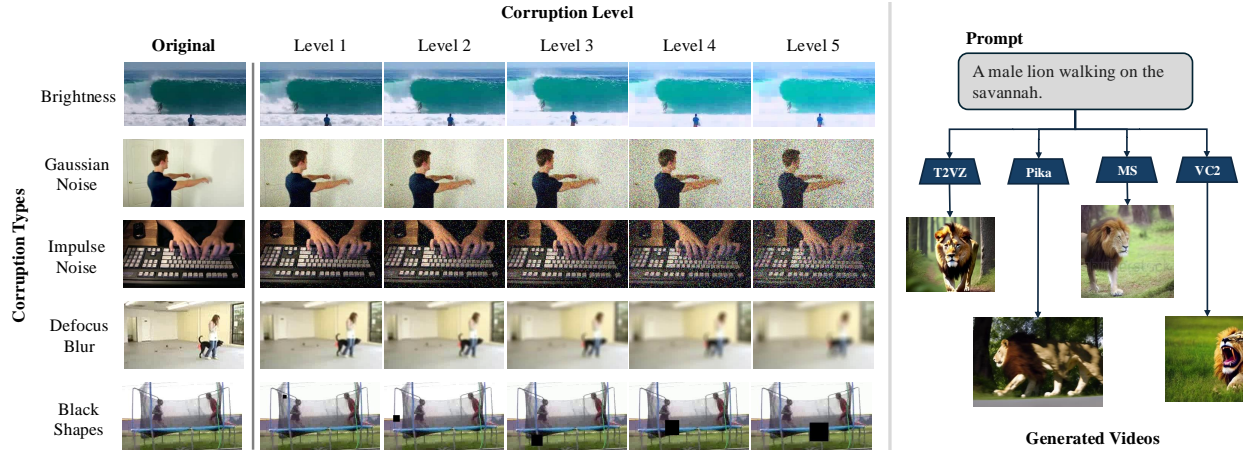 Corruption Level
Original
Level 1
Level 2
Level 3
Level 4
Level 5
Corruption Types
Brightness
Gaussian
Noise
Impulse
Noise
Defocus
Blur
Black
Shapes
Prompt
A male lion walking on the
savannah.
T2VZ
Pika
MS
VC2
Generated Videos